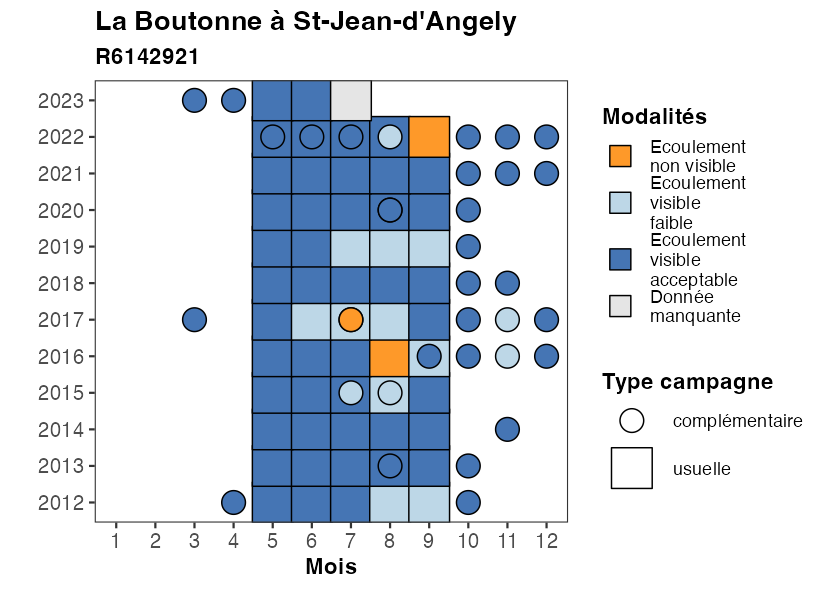 La Boutonne à St-Jean-d'Angely
R6142921
2023
2022
2021
2020
2019
2018
2017
2016
2015
2014
2013
2012
1 2 3 4 5 6 7 8 9 10 11 12
Mois
Modalités
Ecoulement
non visible
Ecoulement
visible
faible
Ecoulement
visible
acceptable
Donnée
manquante
Type campagne
complémentaire
usuelle